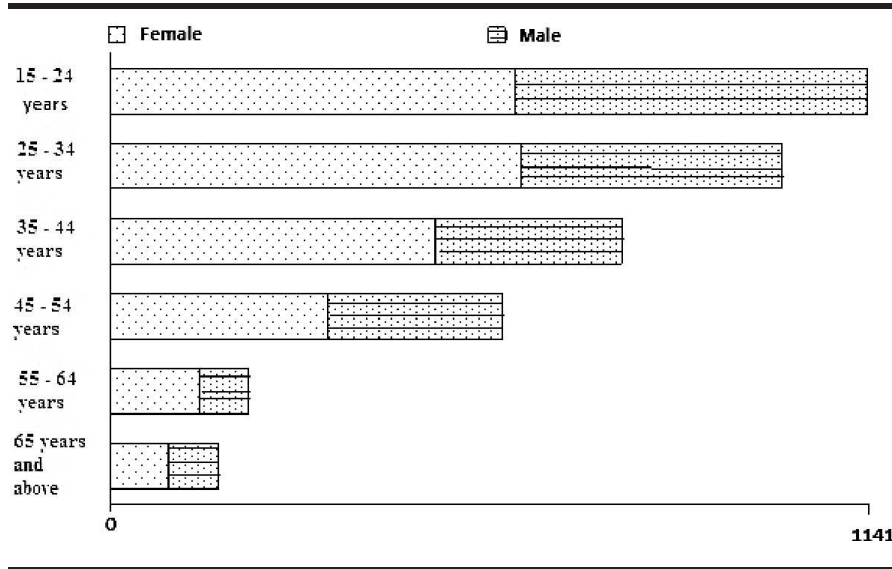 Female Male
15 - 24
years
25 - 34
years
35 - 44
years
45 - 54
years
55 - 64
years
65 years
and
above
0
1141